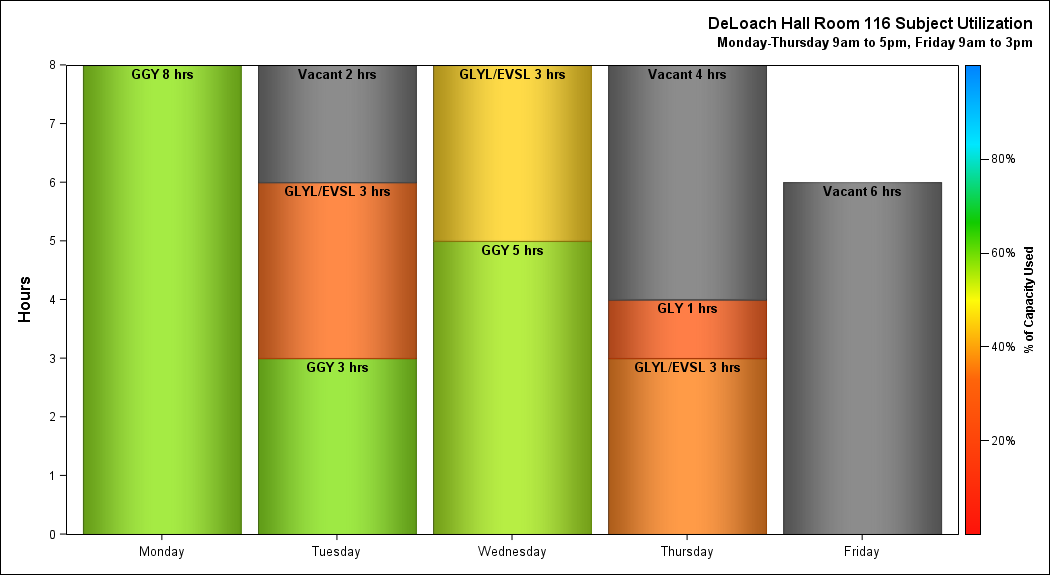 DeLoach Hall Room 116 Subject Utilization
Monday-Thursday 9am to 5pm, Friday 9am to 3pm
8
7
6
5
4
3
2
1
0
Hours
GGY 8 hrs
Vacant 2 hrs
GLYL/EVSL 3 hrs
GGY 3 hrs
GLYL/EVSL 3 hrs
GGY 5 hrs
Vacant 4 hrs
GLY 1 hrs
GLYL/EVSL 3 hrs
Vacant 6 hrs
Monday
Tuesday
Wednesday
Thursday
Friday
80%
60%
40%
20%
% of Capacity Used